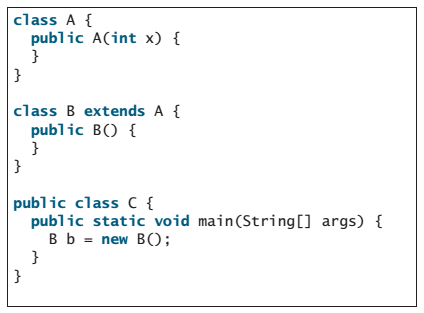 class A {
  public A(int x) {
  }
}

class B extends A {
  public B() {
  }
}

public class C {
  public static void main(String[] args) {
    B b = new B();
  }
}